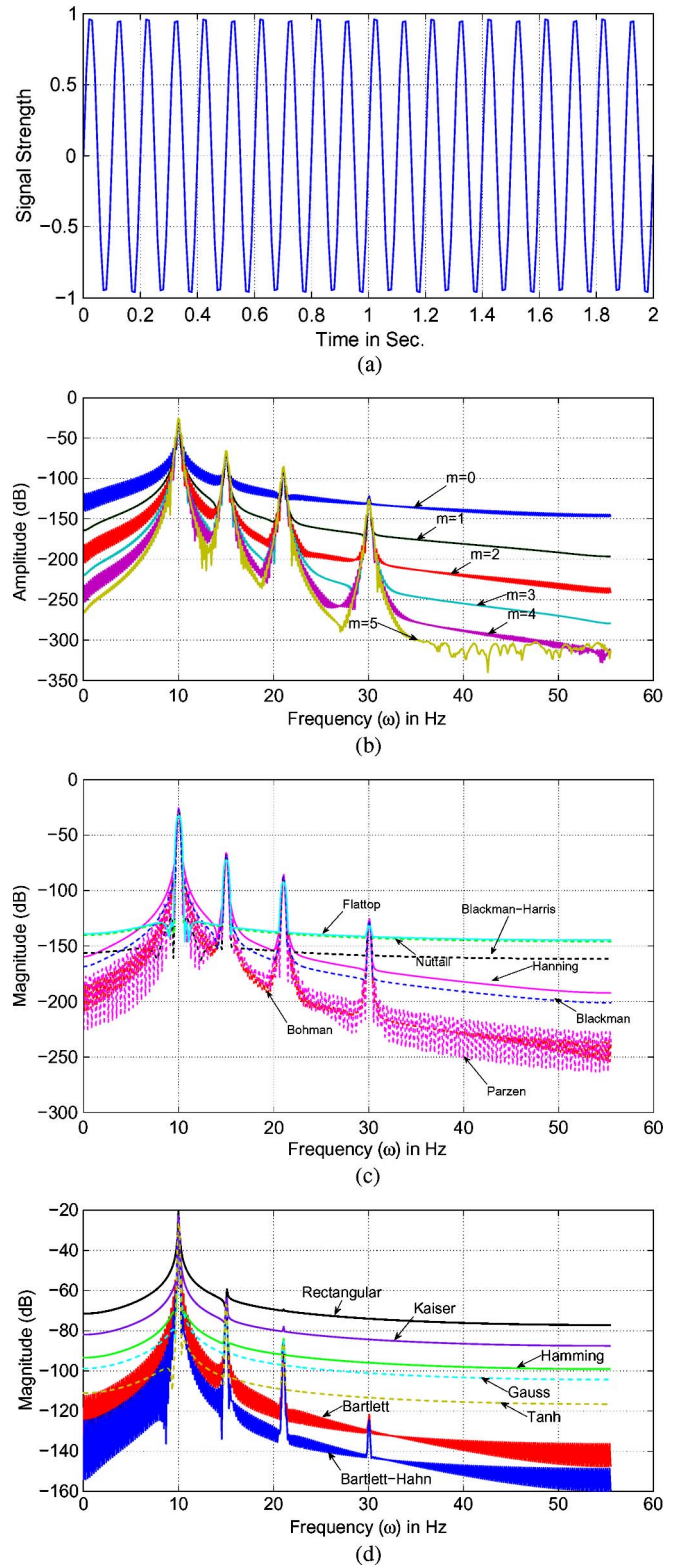 1
0.5
0
−0.5
−1
Signal Strength
0 0.2 0.4 0.6 0.8 1 1.2 1.4 1.6 1.8 2
Time in Sec.
(a)
0
−50
−100
−150
−200
−250
−300
−350
Amplitude (dB)
m=0
m=1
m=2
m=3
m=4
m=5
0 10 20 30 40 50 60
Frequency (ω) in Hz
(b)
0
−50
−100
−150
−200
−250
−300
Magnitude (dB)
Flattop
Blackman−Harris
Nuttall
Hanning
Blackman
Bohman
Parzen
0 10 20 30 40 50 60
Frequency (ω) in Hz
(c)
−20
−40
−60
−80
−100
−120
−140
−160
Magnitude (dB)
Rectangular
Kaiser
Hamming
Gauss
Tanh
Bartlett
Bartlett−Hahn
0 10 20 30 40 50 60
Frequency (ω) in Hz
(d)